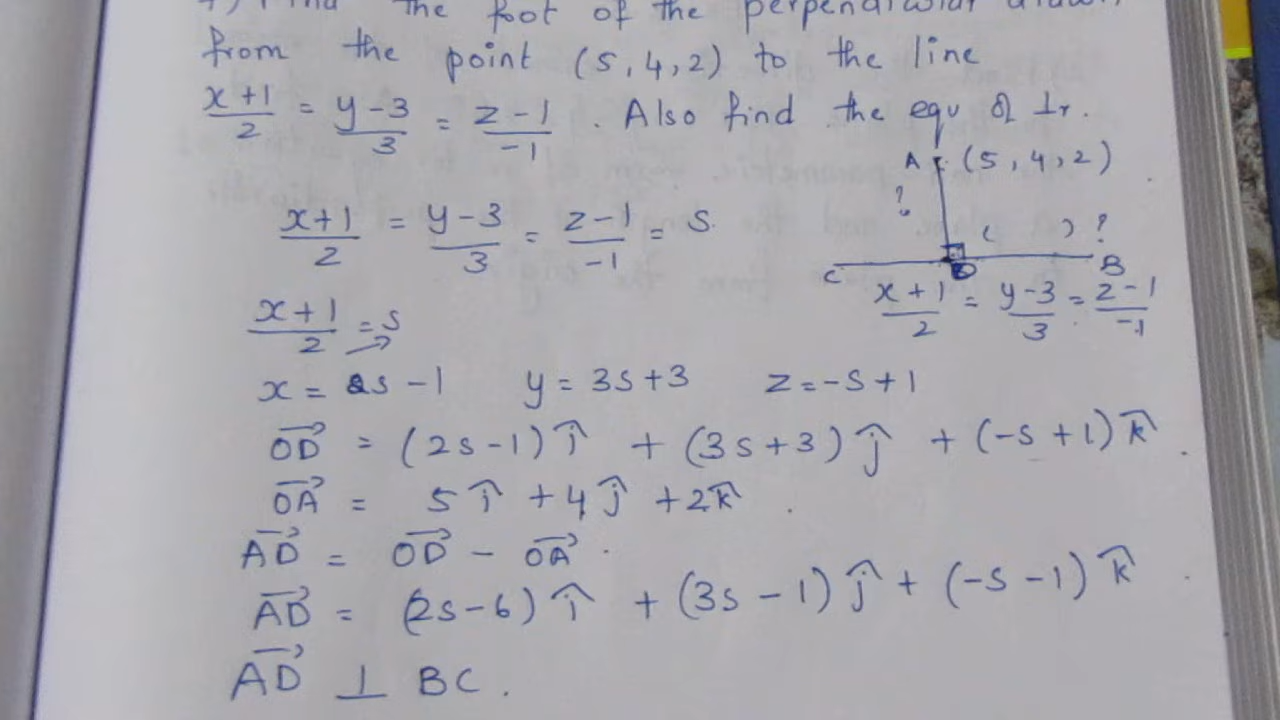 the foot of the perpendicular
from the point (5, 4, 2) to the line
x+1/2 = y-3/3 = z-1/-1 . Also find the equ of ⊥r.
A (5, 4, 2)
?
( ) ?
C D B
x+1/2 = y-3/3 = z-1/-1
x+1/2 = y-3/3 = z-1/-1 = S
x+1/2 = S
x = 2S - 1 y = 3S + 3 z = -S + 1
OD = (2s-1) î + (3s+3) ĵ + (-s+1) k̂
OA = 5 î + 4 ĵ + 2 k̂ .
AD = OD - OA .
AD = (2s-6) î + (3s-1) ĵ + (-s-1) k̂
AD ⊥ BC .